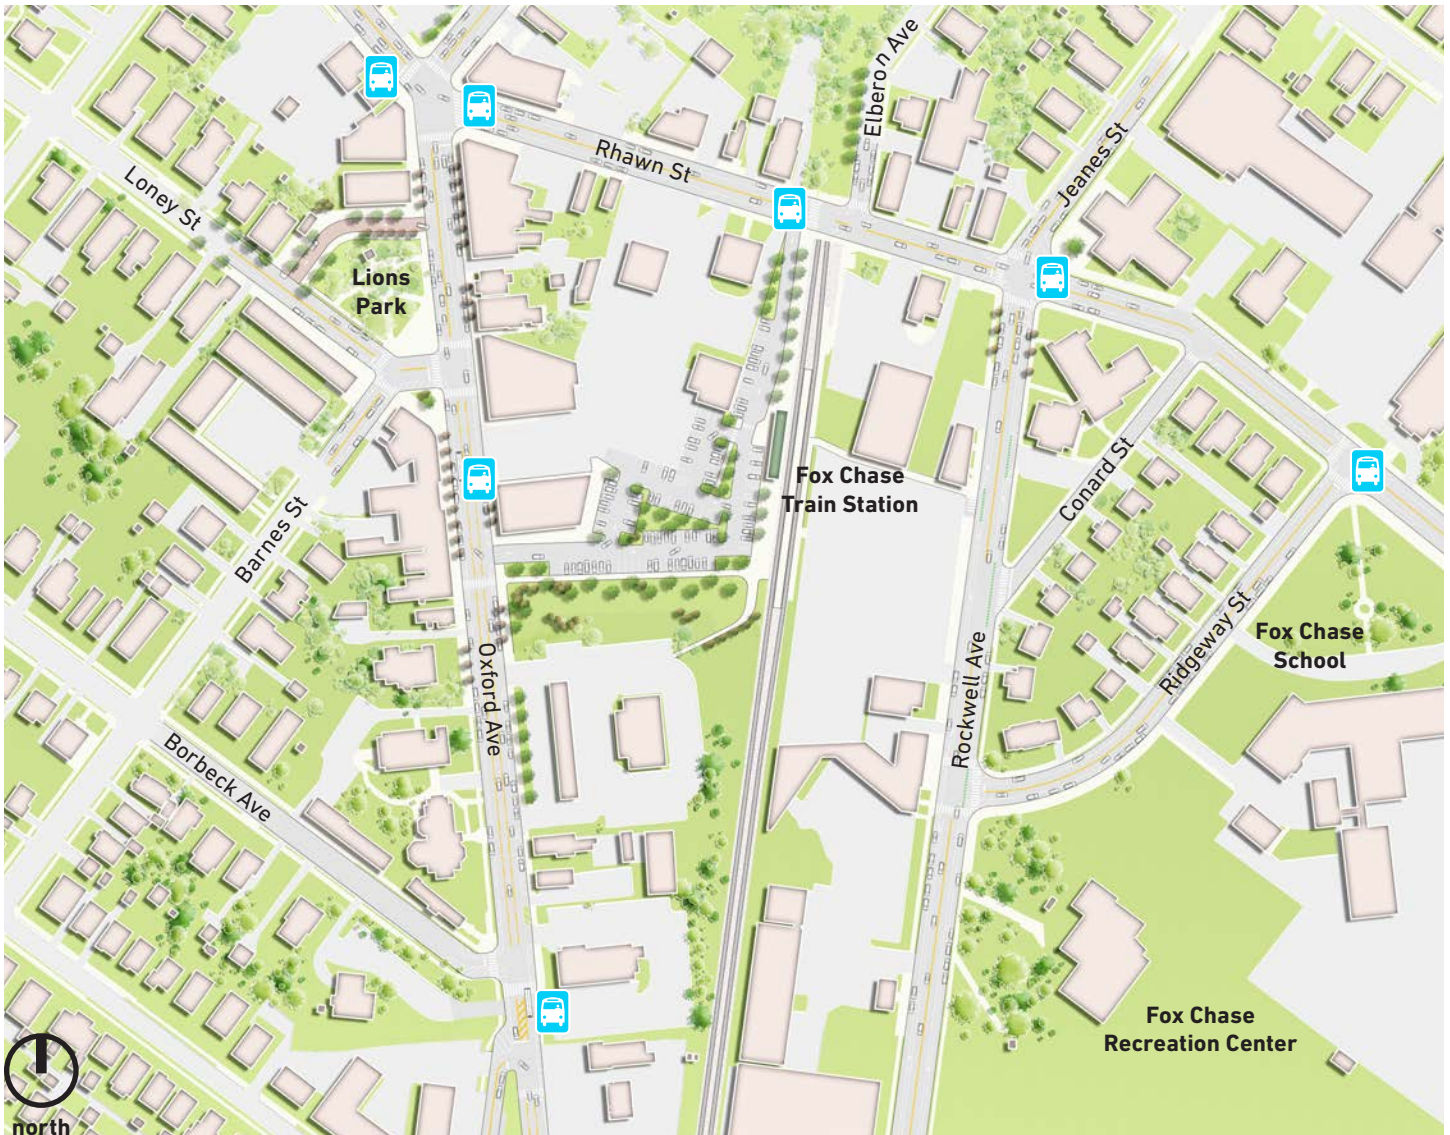 Elberon Ave
Rhawn St
Jeanes St
Loney St
Lions
Park
Fox Chase
Train Station
Conard St
Barnes St
Ridgeway St
Fox Chase
School
Oxford Ave
Rockwell Ave
Borbeck Ave
Fox Chase
Recreation Center
north